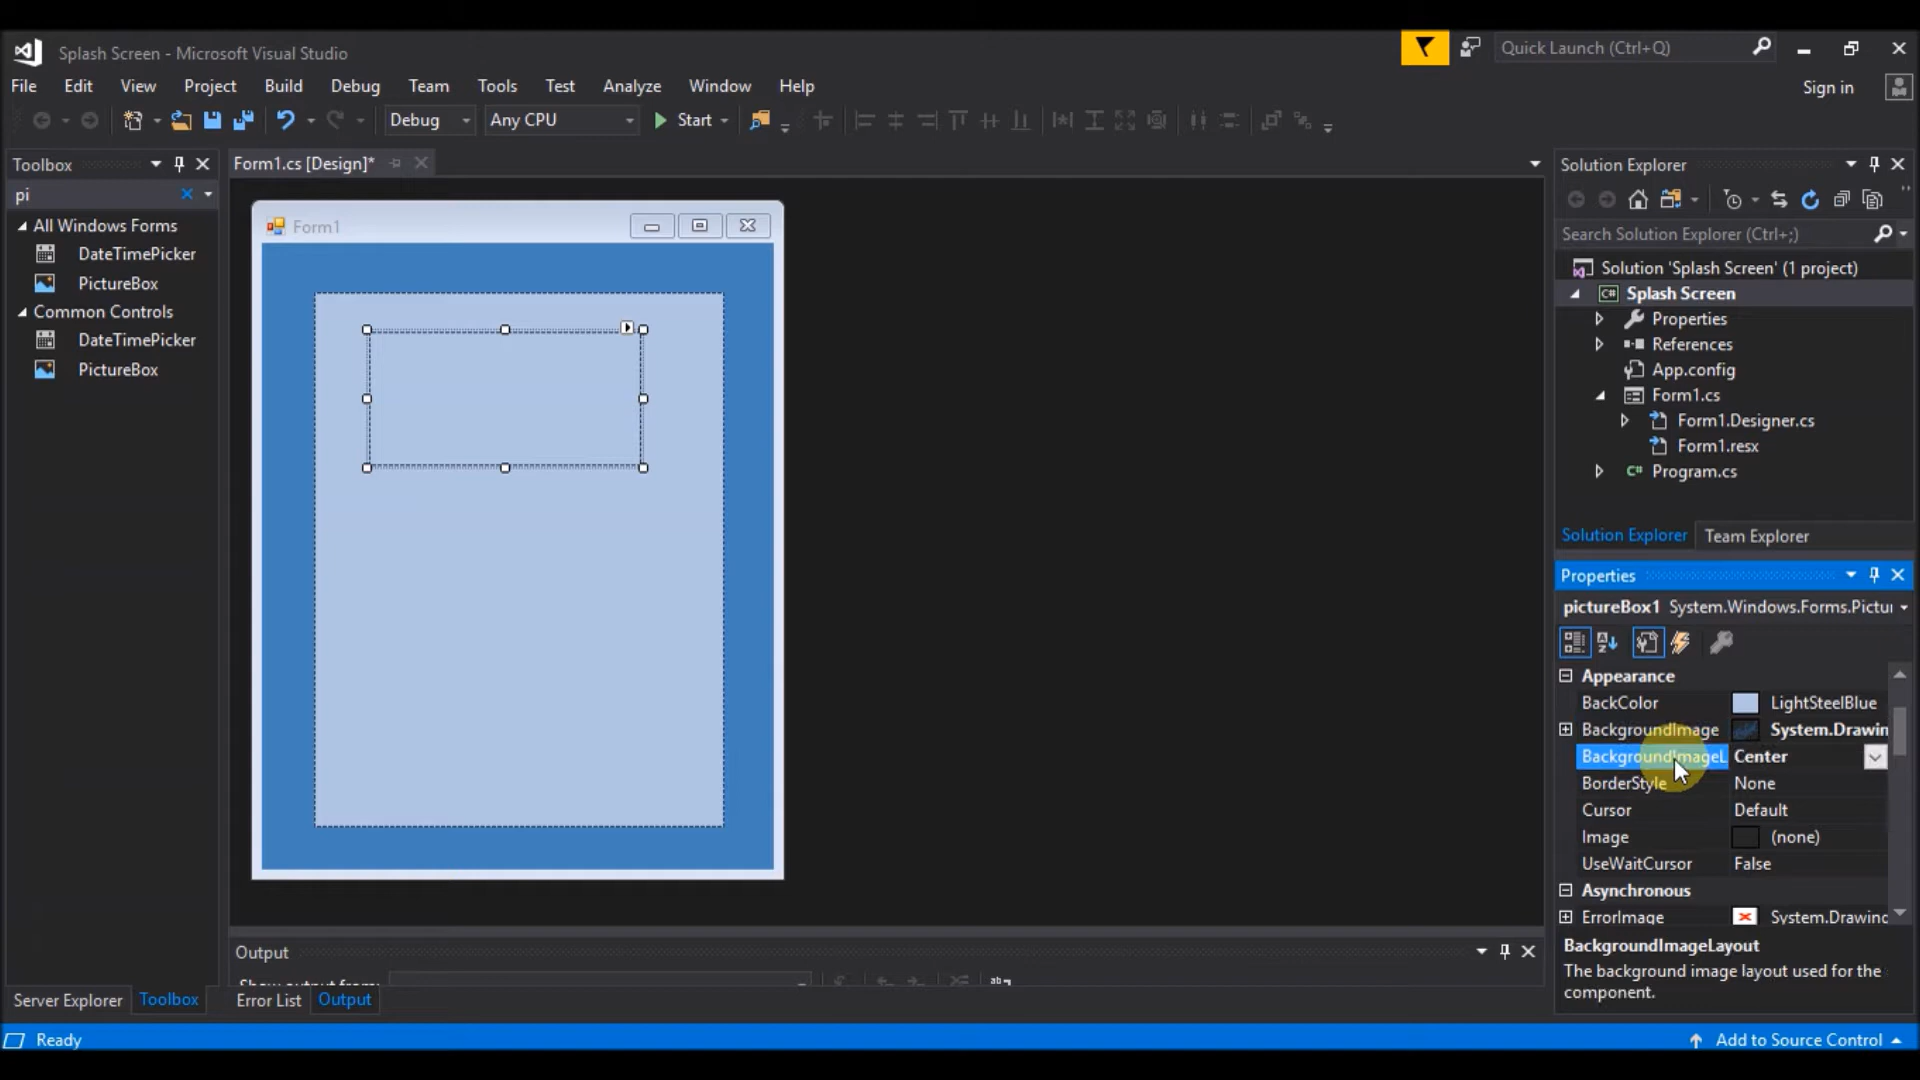 Splash Screen - Microsoft Visual Studio
Quick Launch (Ctrl+Q)
File Edit View Project Build Debug Team Tools Test Analyze Window Help
Sign in
Debug Any CPU Start
Toolbox
Form1.cs [Design]*
Solution Explorer
pi
All Windows Forms
DateTimePicker
PictureBox
Common Controls
DateTimePicker
PictureBox
Form1
Search Solution Explorer (Ctrl+;)
Solution 'Splash Screen' (1 project)
C# Splash Screen
Properties
References
App.config
Form1.cs
Form1.Designer.cs
Form1.resx
C# Program.cs
Solution Explorer Team Explorer
Properties
pictureBox1 System.Windows.Forms.Pictu
Appearance
BackColor LightSteelBlue
BackgroundImage System.Drawin
BackgroundImageL Center
BorderStyle None
Cursor Default
Image (none)
UseWaitCursor False
Asynchronous
ErrorImage System.Drawinc
BackgroundImageLayout
The background image layout used for the
component.
Output
Show output from:
Server Explorer Toolbox Error List Output
Ready
Add to Source Control